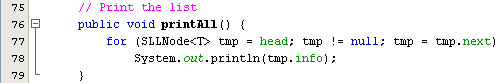 75 // Print the list
76 public void printAll() {
77 for (SLLNode<T> tmp = head; tmp != null; tmp = tmp.next)
78 System.out.println(tmp.info);
79 }